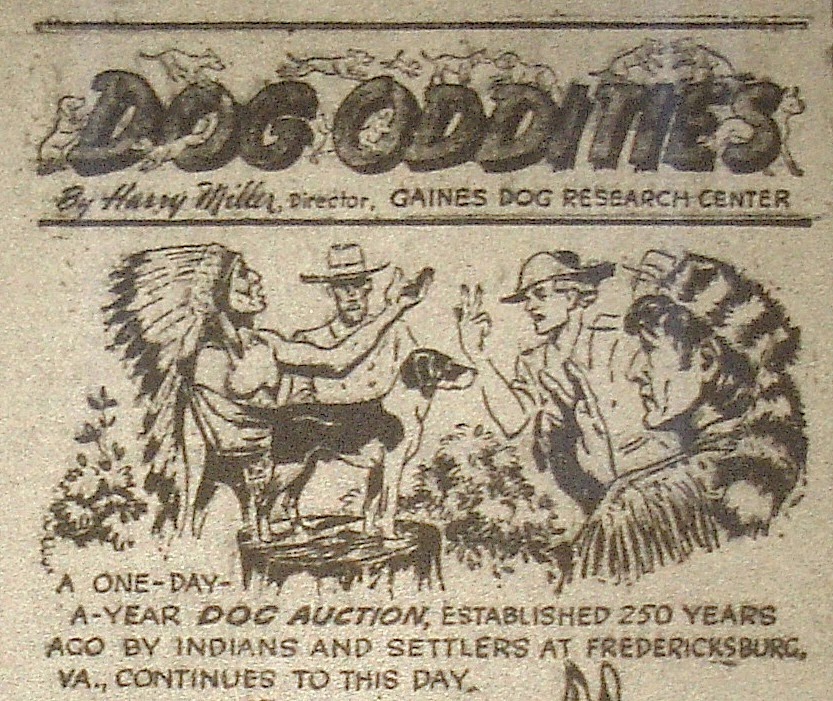 DOG ODDITIES
By Harry Miller, Director, GAINES DOG RESEARCH CENTER
A ONE-DAY-
A-YEAR DOG AUCTION, ESTABLISHED 250 YEARS
AGO BY INDIANS AND SETTLERS AT FREDERICKSBURG,
VA., CONTINUES TO THIS DAY.